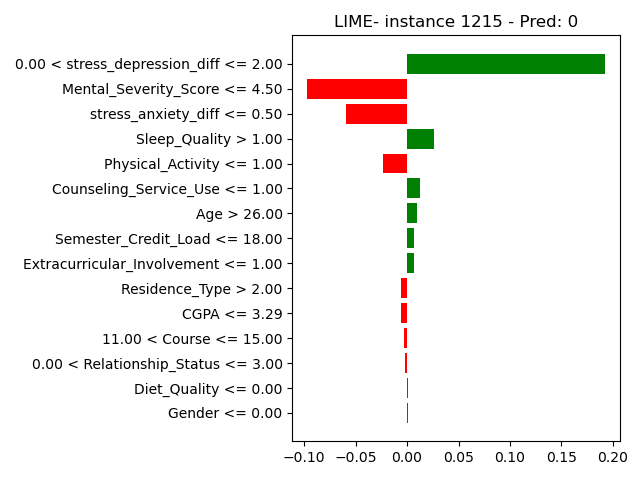 LIME- instance 1215 - Pred: 0
0.00 < stress_depression_diff <= 2.00
Mental_Severity_Score <= 4.50
stress_anxiety_diff <= 0.50
Sleep_Quality > 1.00
Physical_Activity <= 1.00
Counseling_Service_Use <= 1.00
Age > 26.00
Semester_Credit_Load <= 18.00
Extracurricular_Involvement <= 1.00
Residence_Type > 2.00
CGPA <= 3.29
11.00 < Course <= 15.00
0.00 < Relationship_Status <= 3.00
Diet_Quality <= 0.00
Gender <= 0.00
−0.10 −0.05 0.00 0.05 0.10 0.15 0.20